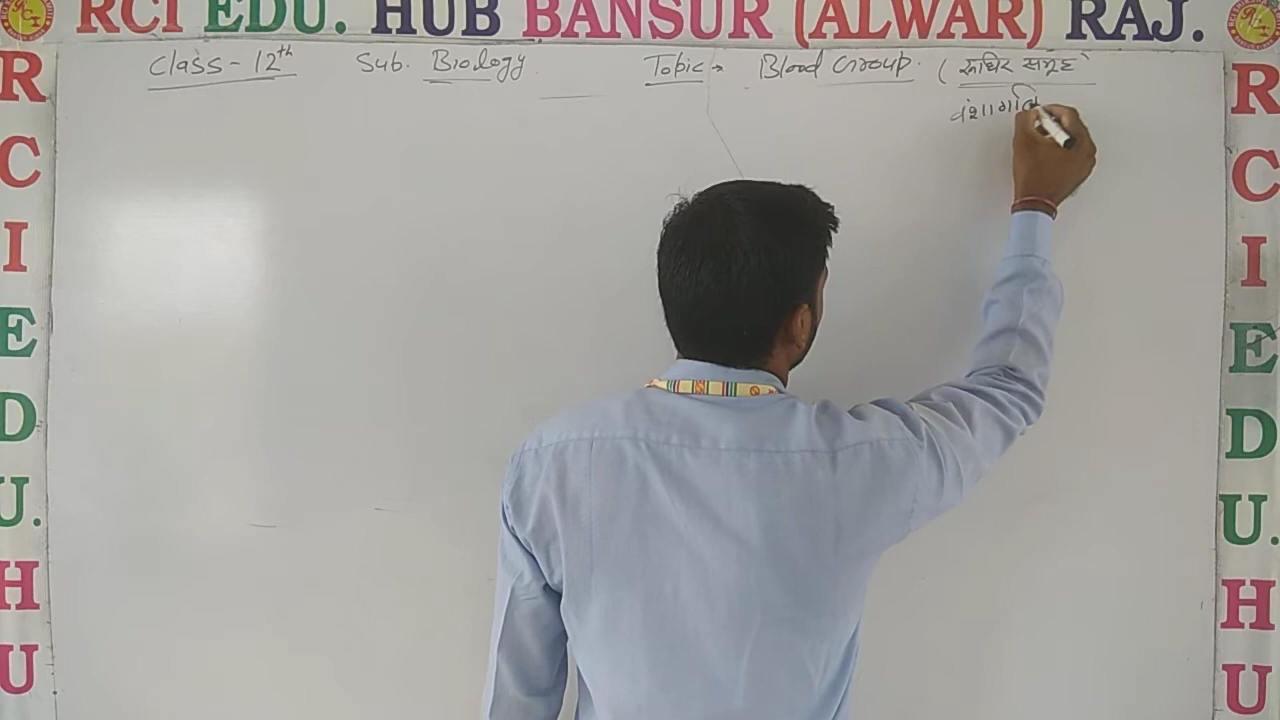 RCI EDU. HUB BANSUR (ALWAR) RAJ.
Class - 12th Sub. Biology Topic → Blood Group. (रूधिर समूह
वंशागति
R
C
I
E
D
U.
H
U
R
C
I
E
D
U.
H
U